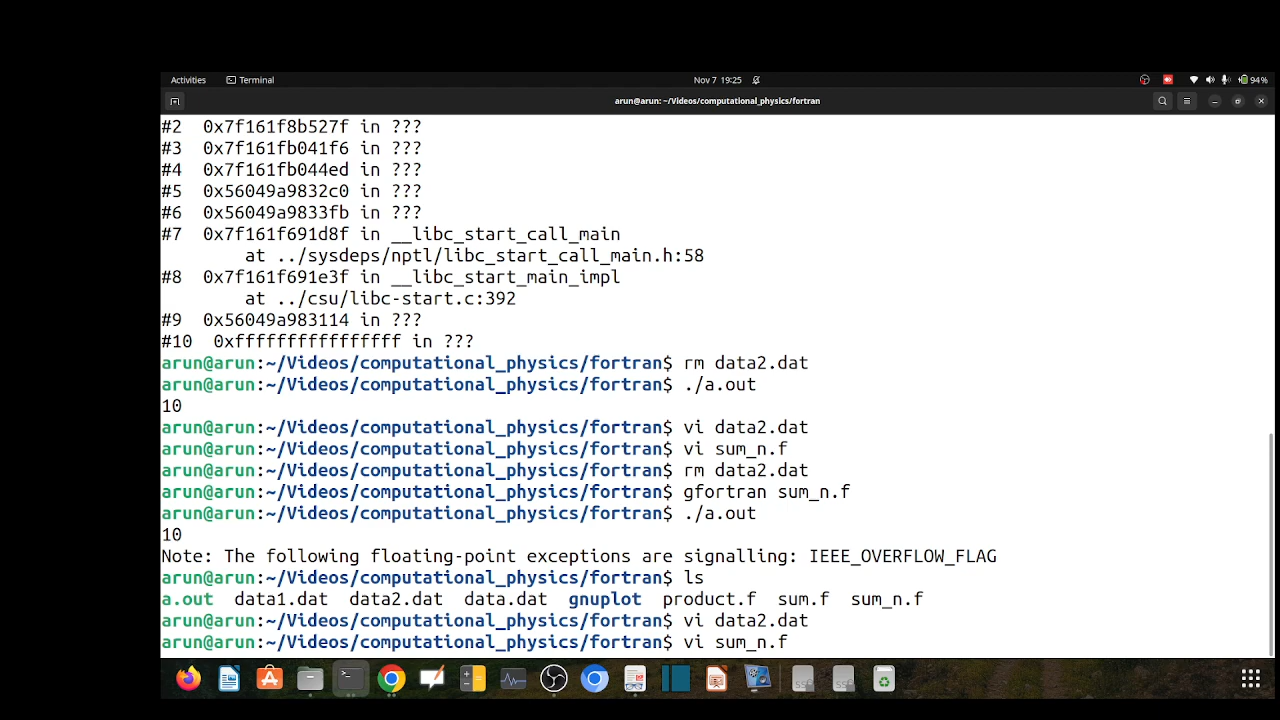 Activities Terminal Nov 7 19:25 94%
arun@arun: ~/Videos/computational_physics/fortran
#2 0x7f161f8b527f in ???
#3 0x7f161fb041f6 in ???
#4 0x7f161fb044ed in ???
#5 0x56049a9832c0 in ???
#6 0x56049a9833fb in ???
#7 0x7f161f691d8f in __libc_start_call_main
at ../sysdeps/nptl/libc_start_call_main.h:58
#8 0x7f161f691e3f in __libc_start_main_impl
at ../csu/libc-start.c:392
#9 0x56049a983114 in ???
#10 0xffffffffffffffff in ???
arun@arun:~/Videos/computational_physics/fortran$ rm data2.dat
arun@arun:~/Videos/computational_physics/fortran$ ./a.out
10
arun@arun:~/Videos/computational_physics/fortran$ vi data2.dat
arun@arun:~/Videos/computational_physics/fortran$ vi sum_n.f
arun@arun:~/Videos/computational_physics/fortran$ rm data2.dat
arun@arun:~/Videos/computational_physics/fortran$ gfortran sum_n.f
arun@arun:~/Videos/computational_physics/fortran$ ./a.out
10
Note: The following floating-point exceptions are signalling: IEEE_OVERFLOW_FLAG
arun@arun:~/Videos/computational_physics/fortran$ ls
a.out data1.dat data2.dat data.dat gnuplot product.f sum.f sum_n.f
arun@arun:~/Videos/computational_physics/fortran$ vi data2.dat
arun@arun:~/Videos/computational_physics/fortran$ vi sum_n.f